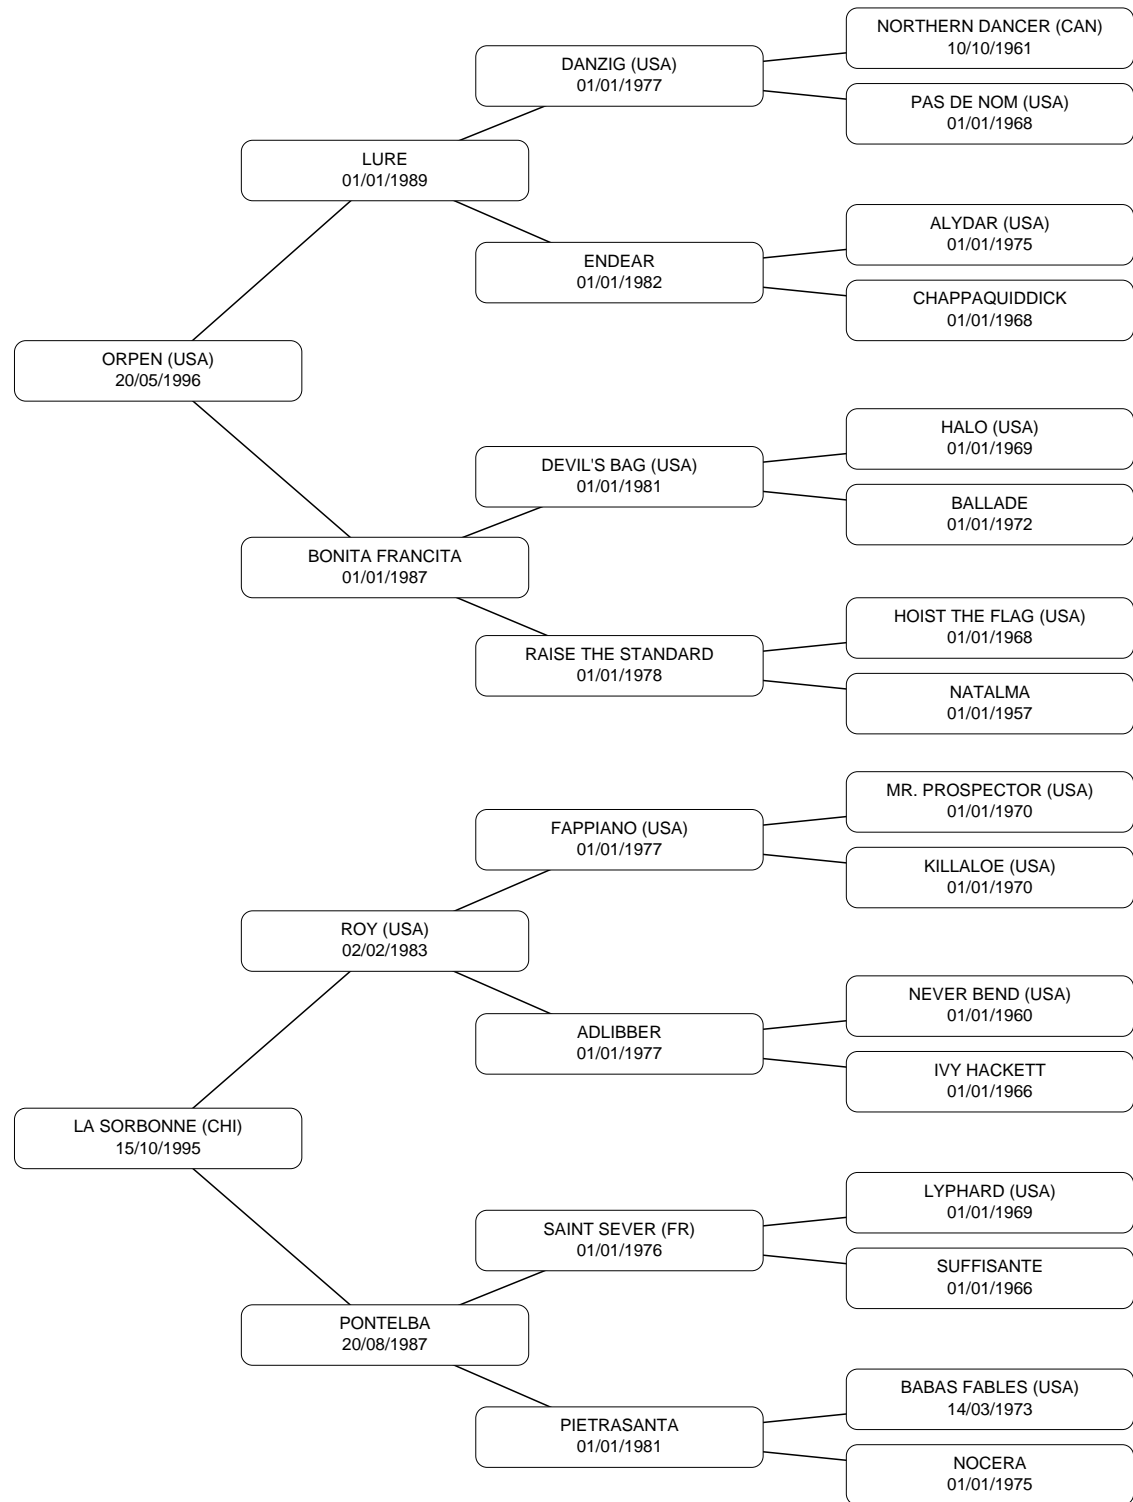 NORTHERN DANCER (CAN)
10/10/1961
DANZIG (USA)
01/01/1977
PAS DE NOM (USA)
01/01/1968
LURE
01/01/1989
ALYDAR (USA)
01/01/1975
ENDEAR
01/01/1982
CHAPPAQUIDDICK
01/01/1968
ORPEN (USA)
20/05/1996
HALO (USA)
01/01/1969
DEVIL'S BAG (USA)
01/01/1981
BALLADE
01/01/1972
BONITA FRANCITA
01/01/1987
HOIST THE FLAG (USA)
01/01/1968
RAISE THE STANDARD
01/01/1978
NATALMA
01/01/1957
MR. PROSPECTOR (USA)
01/01/1970
FAPPIANO (USA)
01/01/1977
KILLALOE (USA)
01/01/1970
ROY (USA)
02/02/1983
NEVER BEND (USA)
01/01/1960
ADLIBBER
01/01/1977
IVY HACKETT
01/01/1966
LA SORBONNE (CHI)
15/10/1995
LYPHARD (USA)
01/01/1969
SAINT SEVER (FR)
01/01/1976
SUFFISANTE
01/01/1966
PONTELBA
20/08/1987
BABAS FABLES (USA)
14/03/1973
PIETRASANTA
01/01/1981
NOCERA
01/01/1975